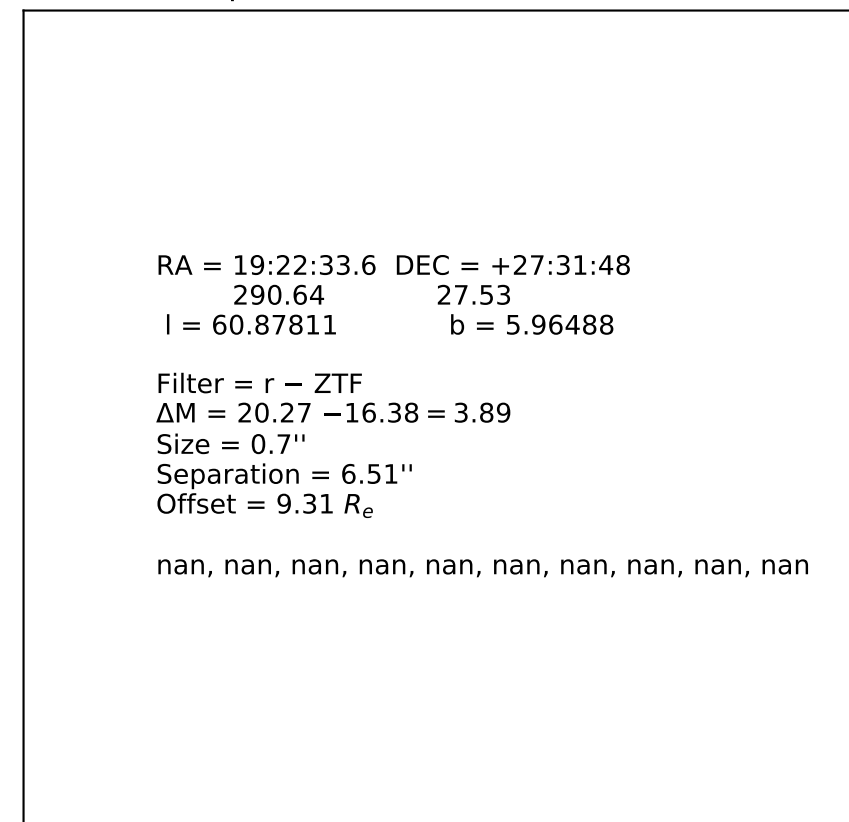 RA = 19:22:33.6 DEC = +27:31:48
290.64 27.53
l = 60.87811 b = 5.96488
Filter = r − ZTF
ΔM = 20.27 −16.38 = 3.89
Size = 0.7''
Separation = 6.51''
Offset = 9.31 Rₑ
nan, nan, nan, nan, nan, nan, nan, nan, nan, nan